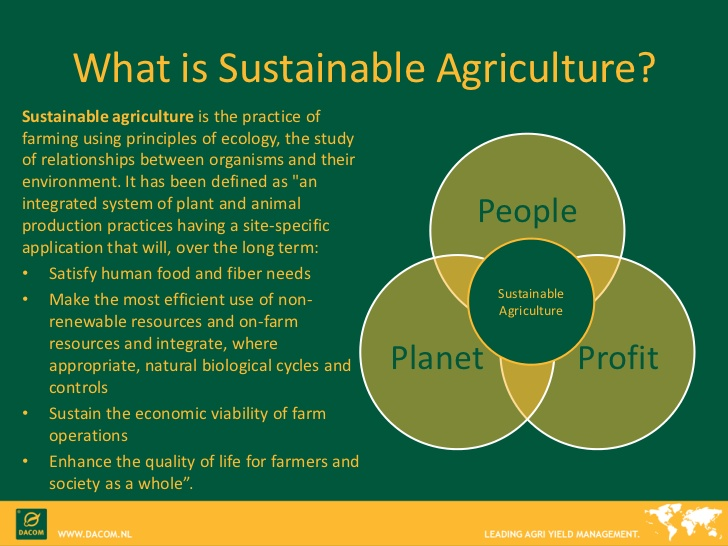 What is Sustainable Agriculture?
Sustainable agriculture is the practice of
farming using principles of ecology, the study
of relationships between organisms and their
environment. It has been defined as "an
integrated system of plant and animal
production practices having a site-specific
application that will, over the long term:
• Satisfy human food and fiber needs
• Make the most efficient use of non-
renewable resources and on-farm
resources and integrate, where
appropriate, natural biological cycles and
controls
• Sustain the economic viability of farm
operations
• Enhance the quality of life for farmers and
society as a whole”.
People
Sustainable
Agriculture
Planet
Profit
DACOM
WWW.DACOM.NL
LEADING AGRI YIELD MANAGEMENT.